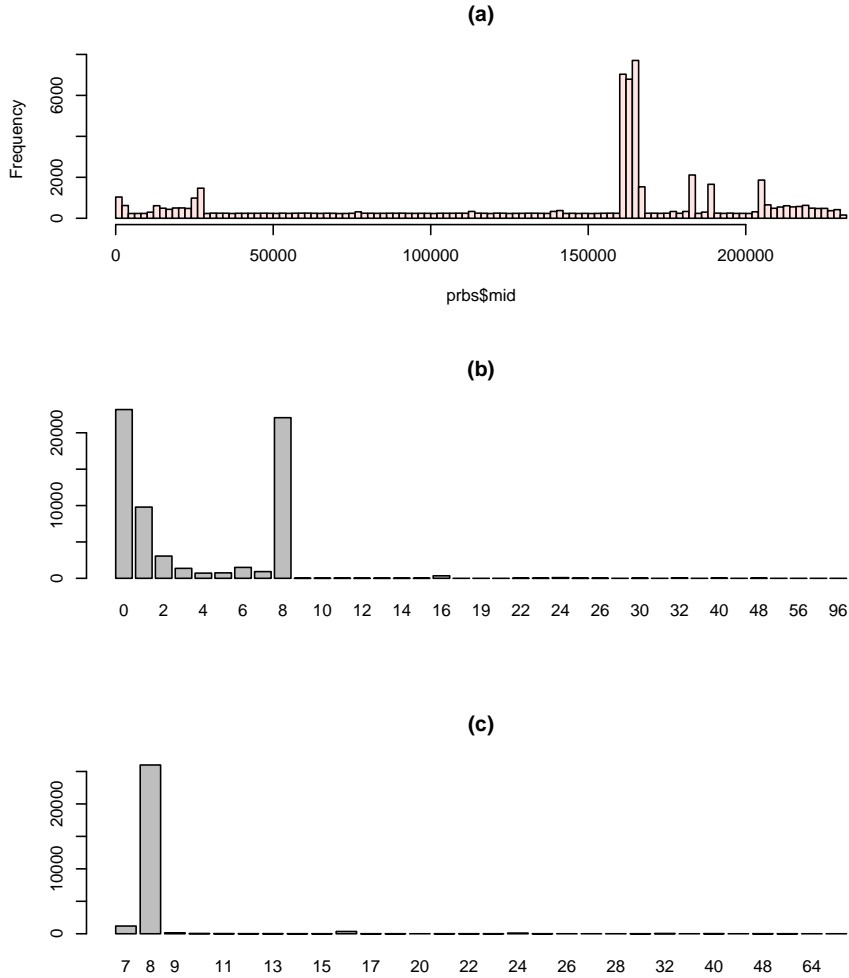 (a)
Frequency
0 2000 6000
0 50000 100000 150000 200000
prbs$mid
(b)
0 10000 20000
0 2 4 6 8 10 12 14 16 19 22 24 26 30 32 40 48 56 96
(c)
0 10000 20000
7 8 9 11 13 15 17 20 22 24 26 28 32 40 48 64